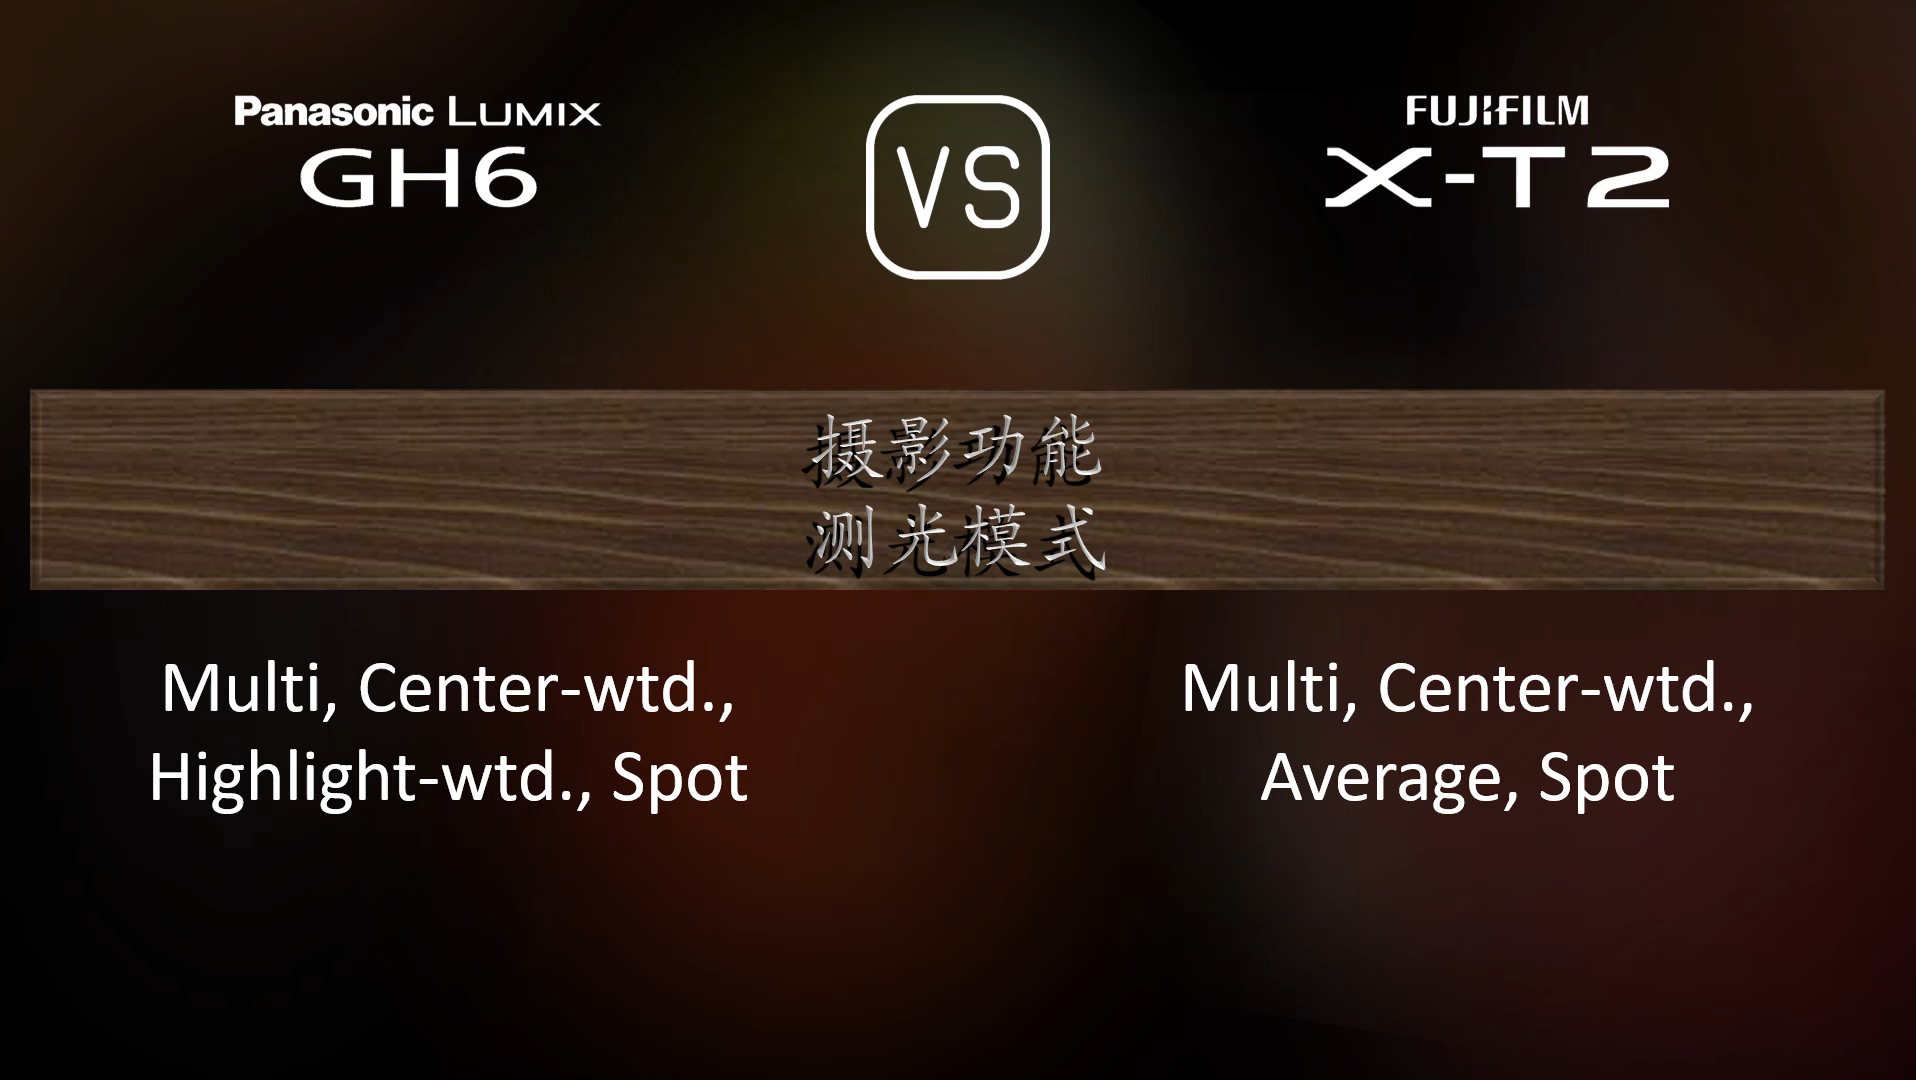 Panasonic LUMIX
GH6
VS
FUJIFILM
X-T2
摄影功能
测光模式
Multi, Center-wtd.,
Highlight-wtd., Spot
Multi, Center-wtd.,
Average, Spot